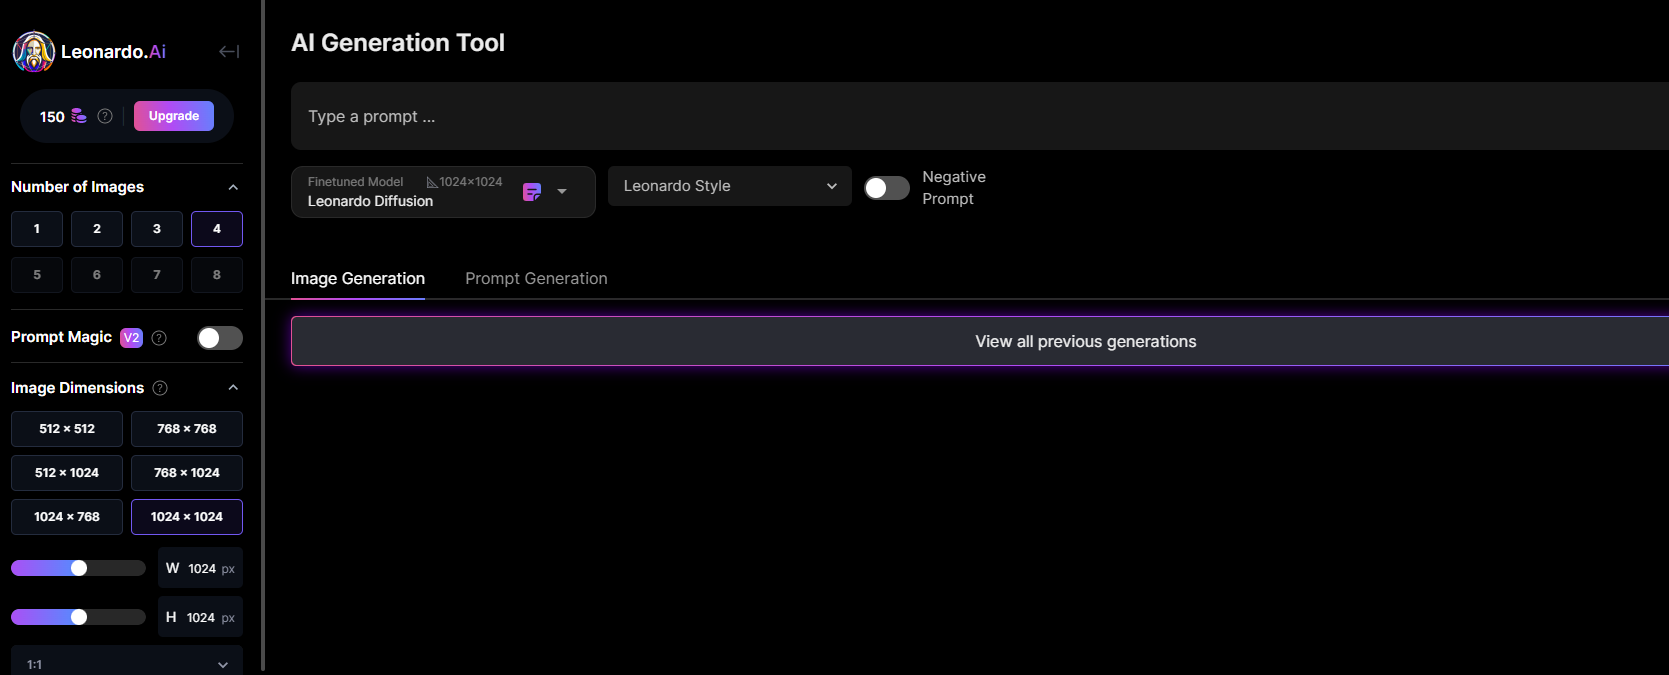 Leonardo.Ai
150 ? Upgrade
Number of Images
1 2 3 4
5 6 7 8
Prompt Magic V2 ?
Image Dimensions ?
512 × 512 768 × 768
512 × 1024 768 × 1024
1024 × 768 1024 × 1024
W 1024 px
H 1024 px
1:1
AI Generation Tool
Type a prompt ...
Finetuned Model 1024×1024
Leonardo Diffusion
Leonardo Style
Negative
Prompt
Image Generation Prompt Generation
View all previous generations